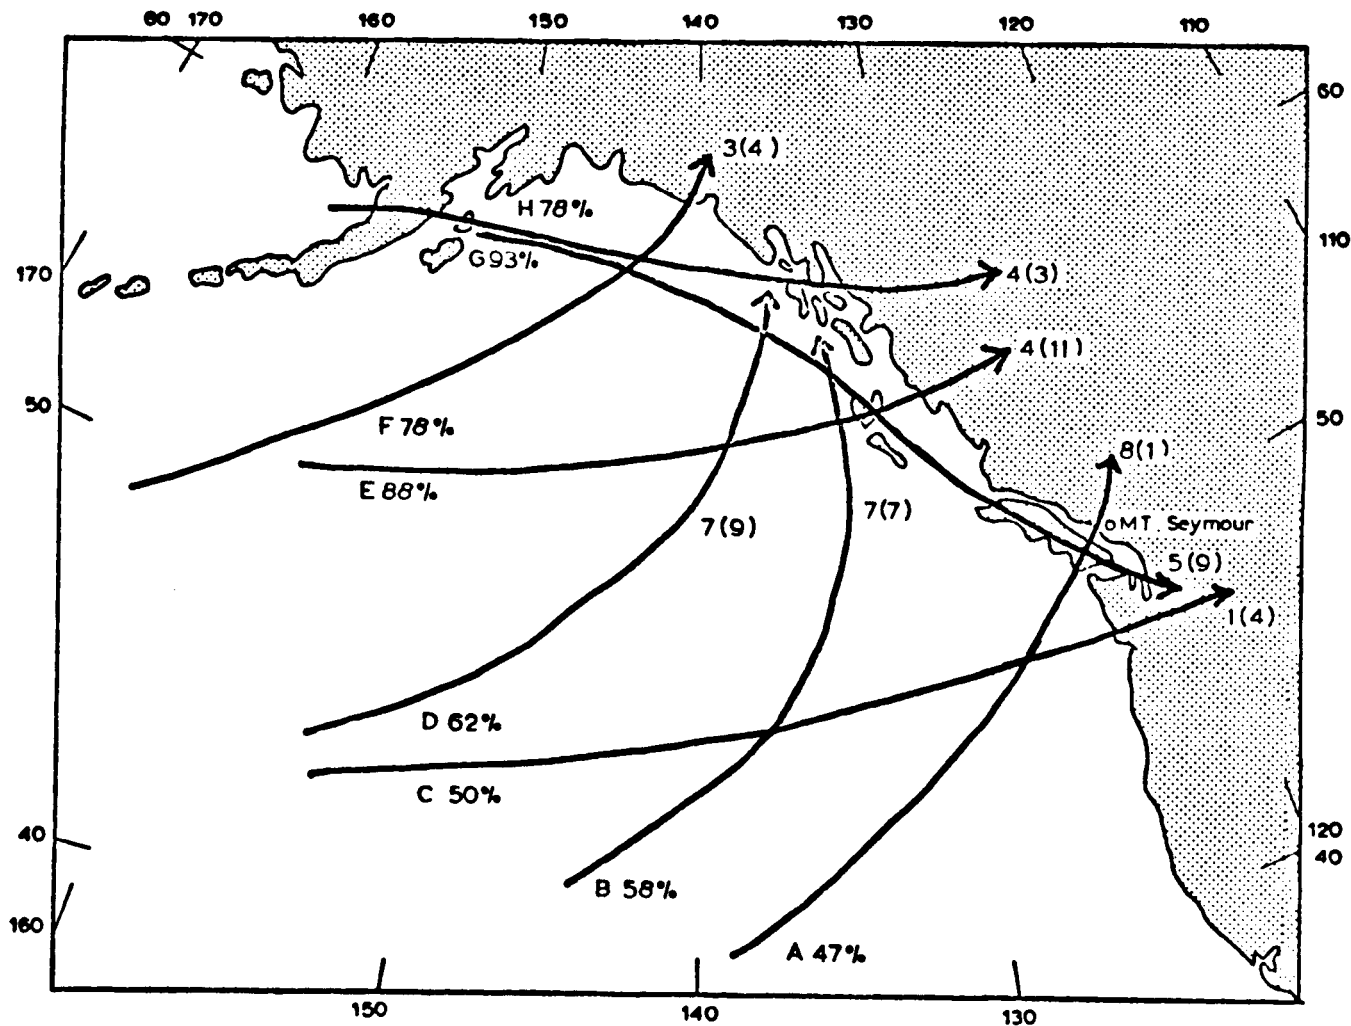 60 170 160 150 140 130 120 110
60
3(4)
H 78%
110
G 93%
170
4(3)
4(11)
50
50
F 78%
8(1)
E 88%
7(9)
7(7)
MT. Seymour
5(9)
1(4)
D 62%
C 50%
40
120
40
B 58%
160
A 47%
150 140 130